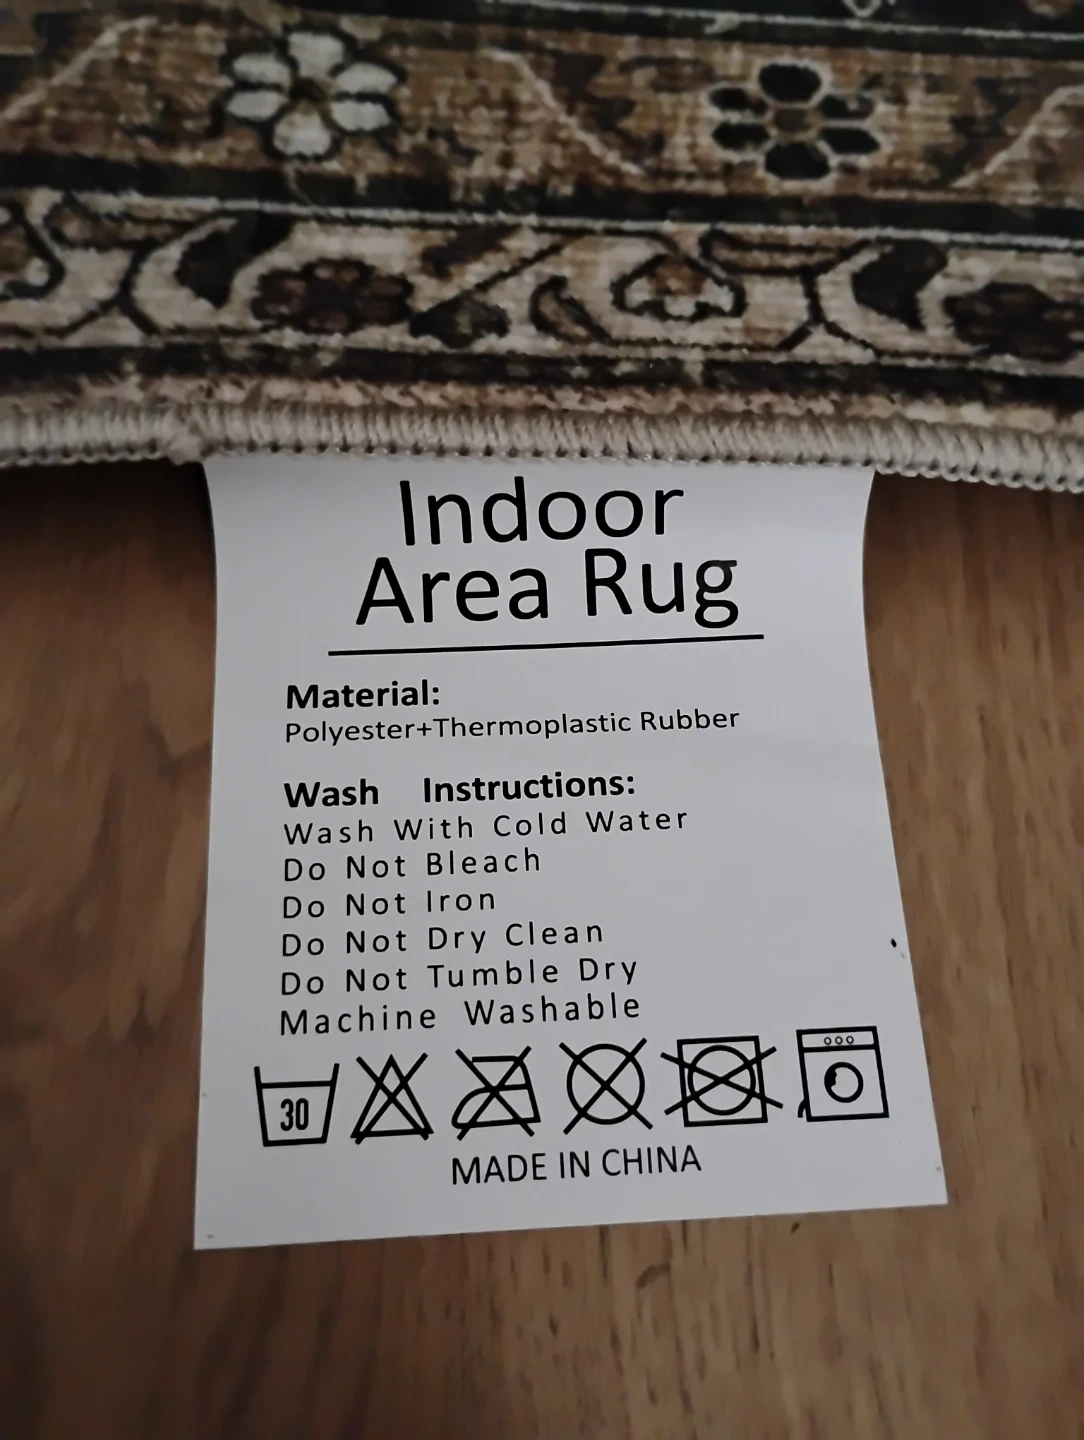 Indoor
Area Rug
Material:
Polyester+Thermoplastic Rubber
Wash Instructions:
Wash With Cold Water
Do Not Bleach
Do Not Iron
Do Not Dry Clean
Do Not Tumble Dry
Machine Washable
30
MADE IN CHINA